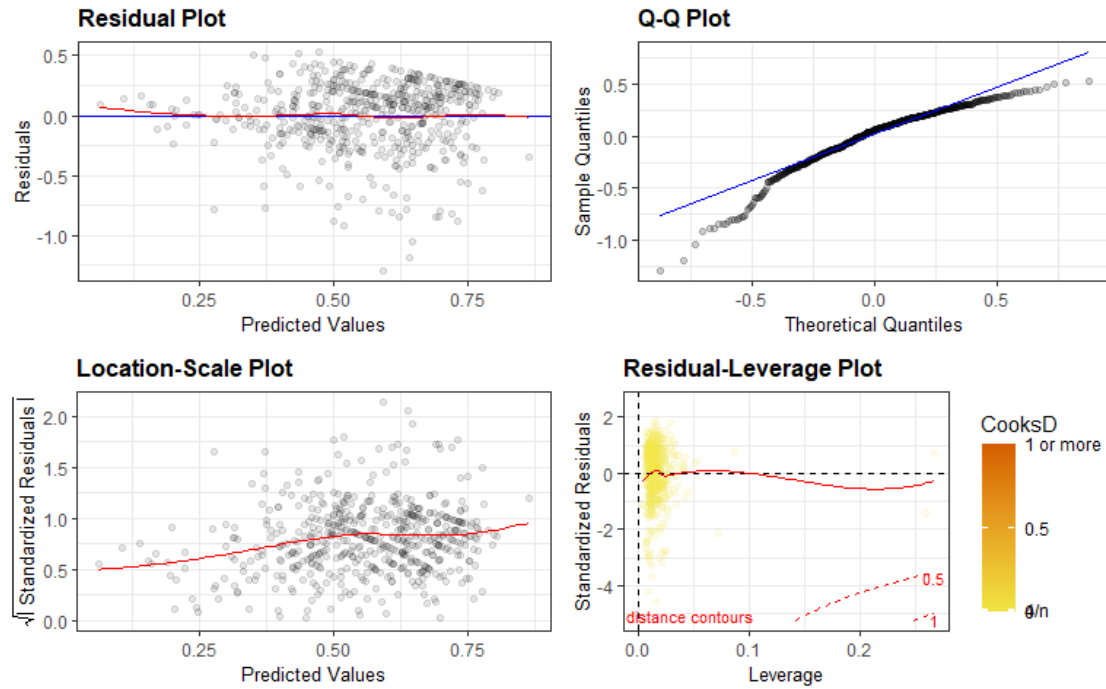 Residual Plot
0.5
0.0
-0.5
-1.0
Residuals
0.25
0.50
0.75
Predicted Values
Q-Q Plot
0.5
0.0
-0.5
-1.0
Sample Quantiles
-0.5
0.0
0.5
Theoretical Quantiles
Location-Scale Plot
2.0
1.5
1.0
0.5
0.0
√| Standardized Residuals |
0.25
0.50
0.75
Predicted Values
Residual-Leverage Plot
2
0
-2
-4
Standardized Residuals
0.5
distance contours
1
0.0
0.1
0.2
Leverage
CooksD
1 or more
0.5